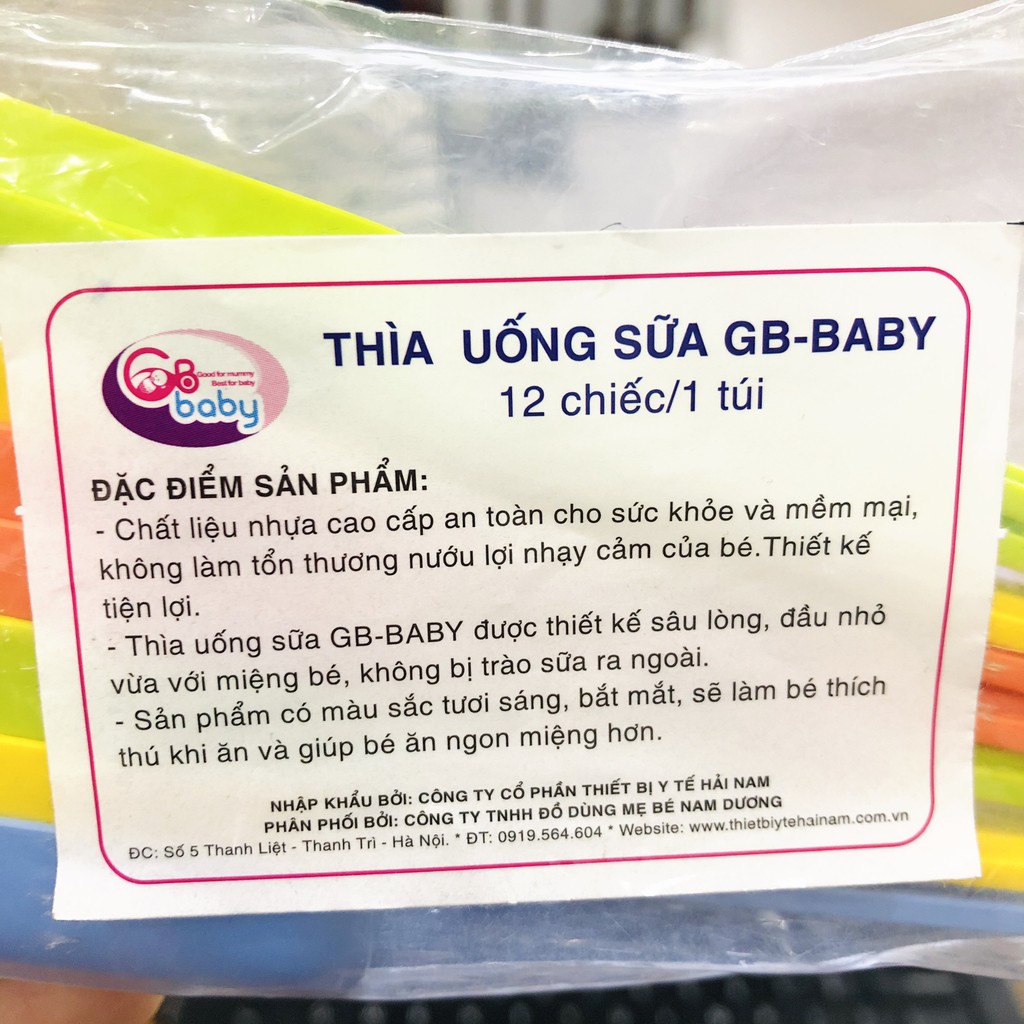 GB
Good for mummy
Best for baby
baby
THÌA UỐNG SỮA GB-BABY
12 chiếc/1 túi
ĐẶC ĐIỂM SẢN PHẨM:
- Chất liệu nhựa cao cấp an toàn cho sức khỏe và mềm mại,
không làm tổn thương nướu lợi nhạy cảm của bé.Thiết kế
tiện lợi.
- Thìa uống sữa GB-BABY được thiết kế sâu lòng, đầu nhỏ
vừa với miệng bé, không bị trào sữa ra ngoài.
- Sản phẩm có màu sắc tươi sáng, bắt mắt, sẽ làm bé thích
thú khi ăn và giúp bé ăn ngon miệng hơn.
NHẬP KHẨU BỞI: CÔNG TY CỔ PHẦN THIẾT BỊ Y TẾ HẢI NAM
PHÂN PHỐI BỞI: CÔNG TY TNHH ĐỒ DÙNG MẸ BÉ NAM DƯƠNG
ĐC: Số 5 Thanh Liệt - Thanh Trì - Hà Nội. * ĐT: 0919.564.604 * Website: www.thietbiytehainam.com.vn